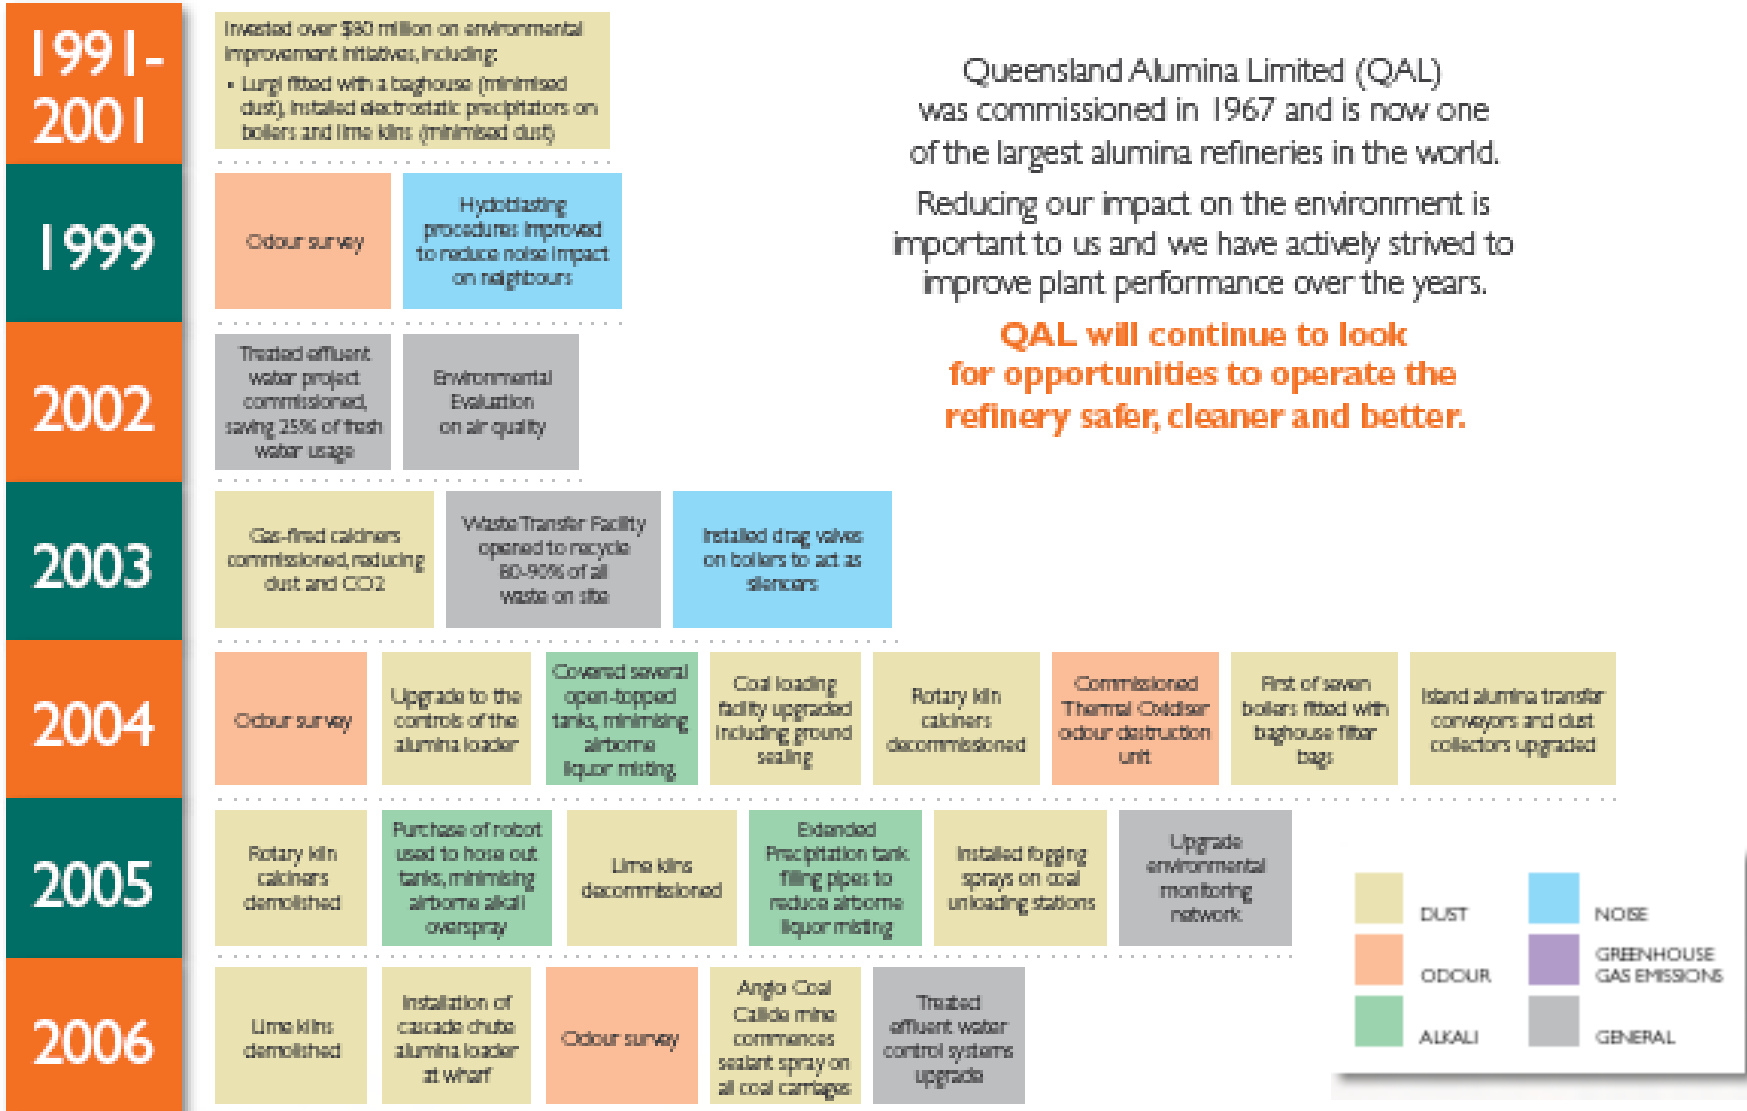 1991-
2001
Invested over $80 million on environmental
improvement initiatives, including:
• Lurgi fitted with a baghouse (minimised
dust), installed electrostatic precipitators on
boilers and lime kilns (minimised dust)
Queensland Alumina Limited (QAL)
was commissioned in 1967 and is now one
of the largest alumina refineries in the world.
Reducing our impact on the environment is
important to us and we have actively strived to
improve plant performance over the years.
QAL will continue to look
for opportunities to operate the
refinery safer, cleaner and better.
1999
Odour survey
Hydoblasting
procedures improved
to reduce noise impact
on neighbours
2002
Treated effluent
water project
commissioned,
saving 25% of fresh
water usage
Environmental
Evaluation
on air quality
2003
Gas-fired calciners
commissioned, reducing
dust and CO2
Waste Transfer Facility
opened to recycle
80-90% of all
waste on site
Installed drag valves
on boilers to act as
silencers
2004
Odour survey
Upgrade to the
controls of the
alumina loader
Covered several
open-topped
tanks, minimising
airborne
liquor misting
Coal loading
facility upgraded
including ground
sealing
Rotary kiln
calciners
decommissioned
Commissioned
Thermal Oxidiser
odour destruction
unit
First of seven
boilers fitted with
baghouse filter
bags
Island alumina transfer
conveyors and dust
collectors upgraded
2005
Rotary kiln
calciners
demolished
Purchase of robot
used to hose out
tanks, minimising
airborne alkali
overspray
Lime kilns
decommissioned
Extended
Precipitation tank
filling pipes to
reduce airborne
liquor misting
Installed fogging
sprays on coal
unloading stations
Upgrade
environmental
monitoring
network
2006
Lime kilns
demolished
Installation of
cascade chute
alumina loader
at wharf
Odour survey
Anglo Coal
Callide mine
commences
sealant spray on
all coal carriages
Treated
effluent water
control systems
upgrade
DUST
NOISE
ODOUR
GREENHOUSE
GAS EMISSIONS
ALKALI
GENERAL